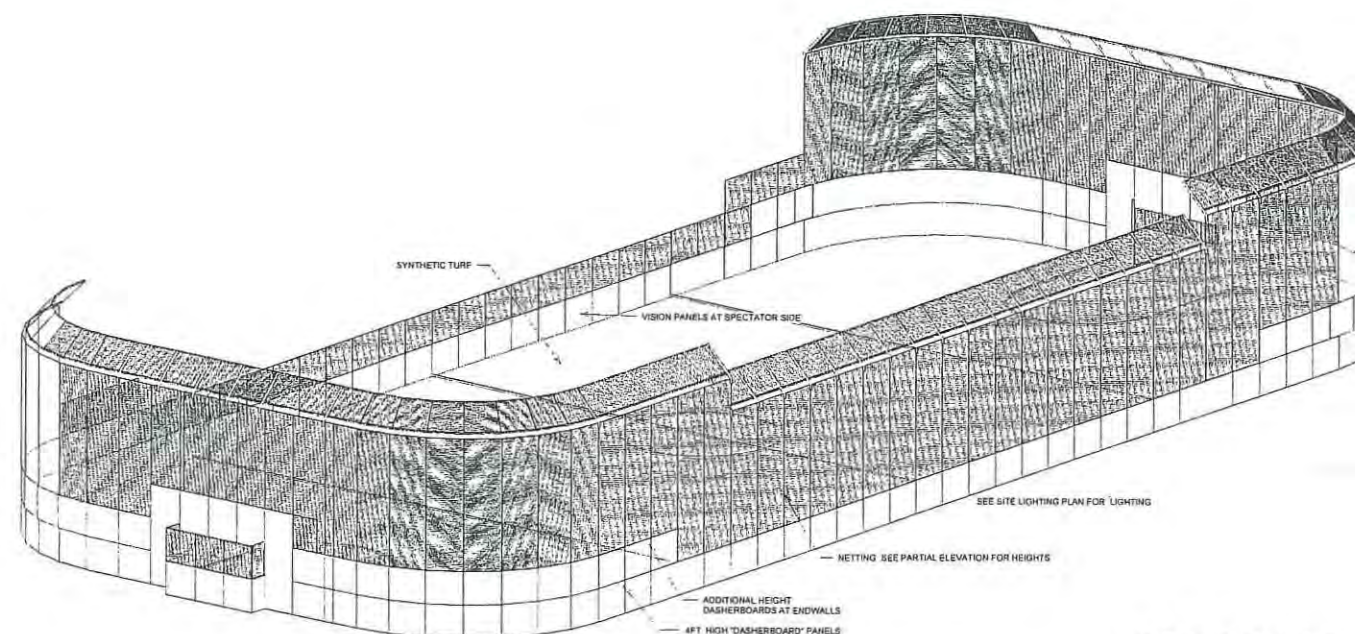 SYNTHETIC TURF
VISION PANELS AT SPECTATOR SIDE
SEE SITE LIGHTING PLAN FOR LIGHTING
NETTING SEE PARTIAL ELEVATION FOR HEIGHTS
ADDITIONAL HEIGHT
DASHERBOARDS AT ENDWALLS
4FT HIGH "DASHERBOARD" PANELS